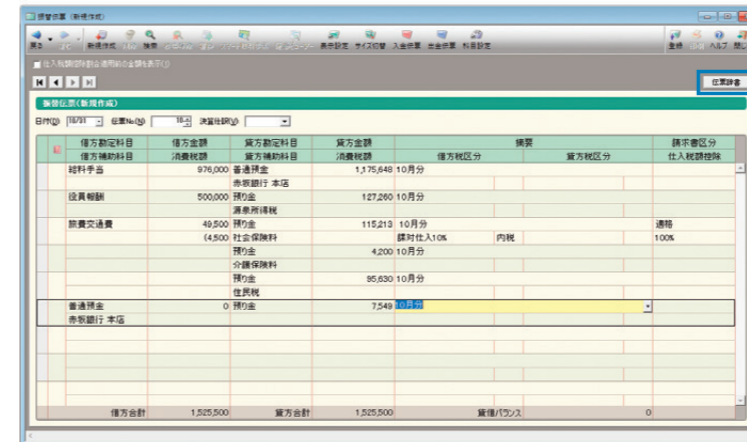 振替伝票（新規作成）
戻る 新規作成 検索 表示設定 サイズ切替 入金伝票 出金伝票 科目設定 登録 ヘルプ
仕入税額控除割合適用前の金額を表示(J)
伝票辞書
振替伝票(新規作成)
日付(D) 10/31 伝票No(N) 18 決算仕訳(V)
借方勘定科目 借方金額 貸方勘定科目 貸方金額 摘要 請求書区分
借方補助科目 消費税額 貸方補助科目 消費税額 借方税区分 貸方税区分 仕入税額控除
給料手当 976,000 普通預金 1,175,648 10月分
赤坂銀行 本店
役員報酬 500,000 預り金 127,260 10月分
源泉所得税
旅費交通費 49,500 預り金 115,213 10月分 適格
(4,500 社会保険料 課対仕入10% 内税 100%
預り金 4,200 10月分
介護保険料
預り金 95,630 10月分
住民税
普通預金 0 預り金 7,549 10月分
赤坂銀行 本店
借方合計 1,525,500 貸方合計 1,525,500 貸借バランス 0